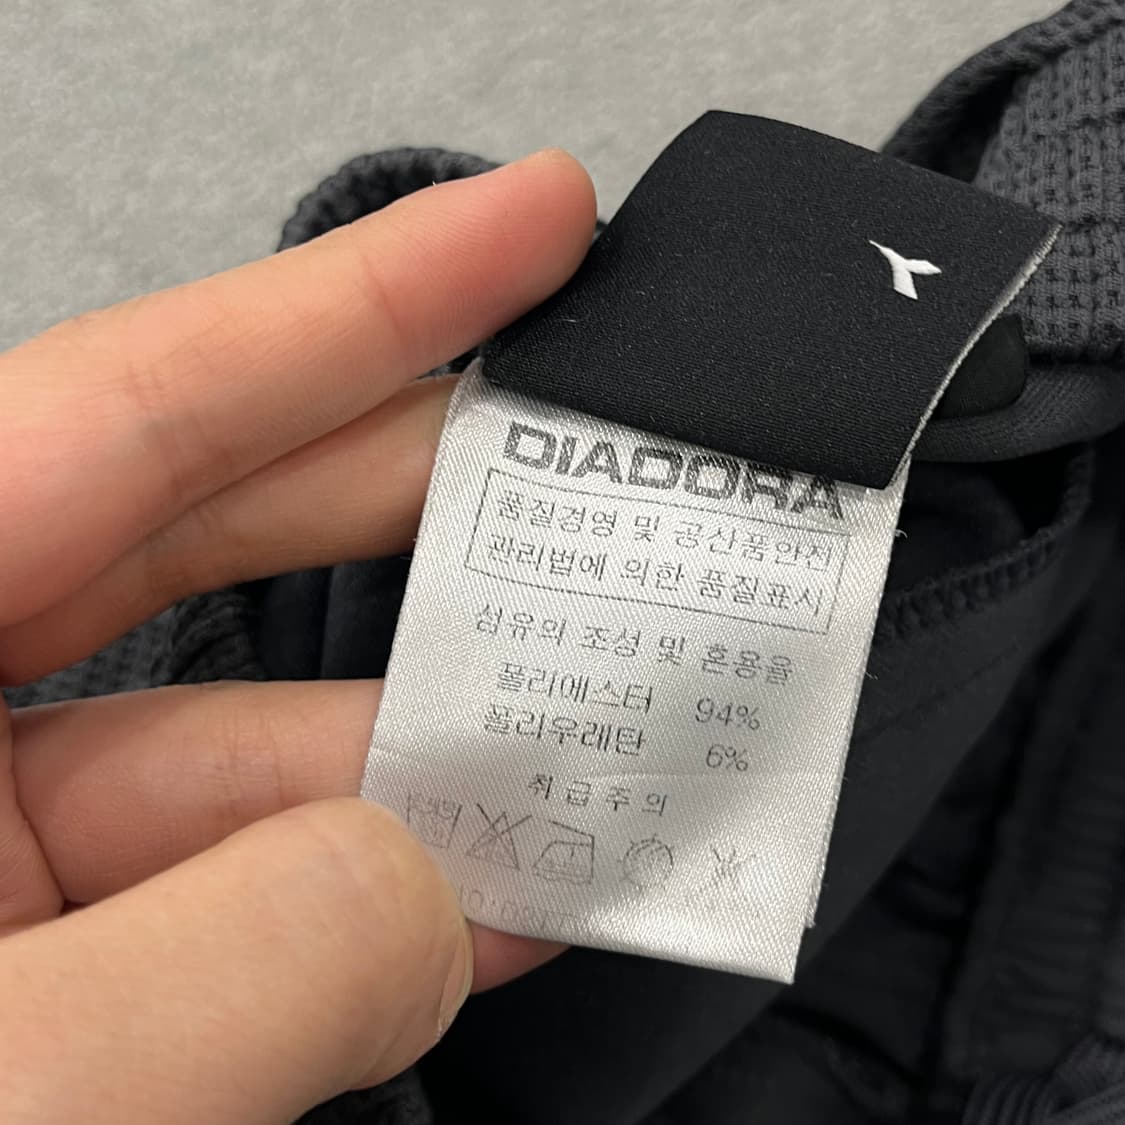 DIADORA
품질경영 및 공산품안전
관리법에 의한 품질표시
섬유의 조성 및 혼용율
폴리에스터 94%
폴리우레탄 6%
취급주의